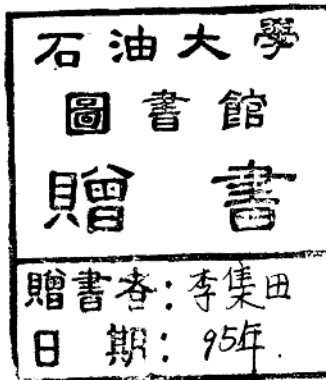 石油大學
圖書館
贈書
贈書者：李集田
日期：95年.